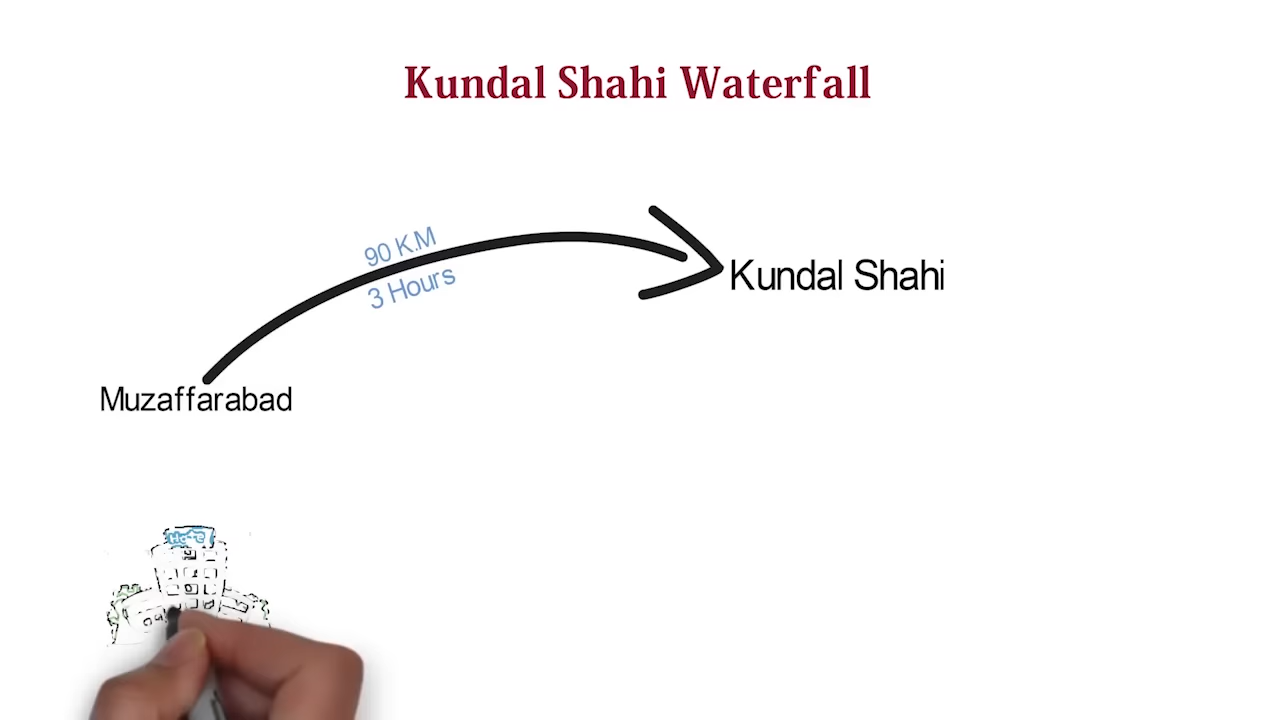 Kundal Shahi Waterfall
90 K.M
3 Hours
Kundal Shahi
Muzaffarabad